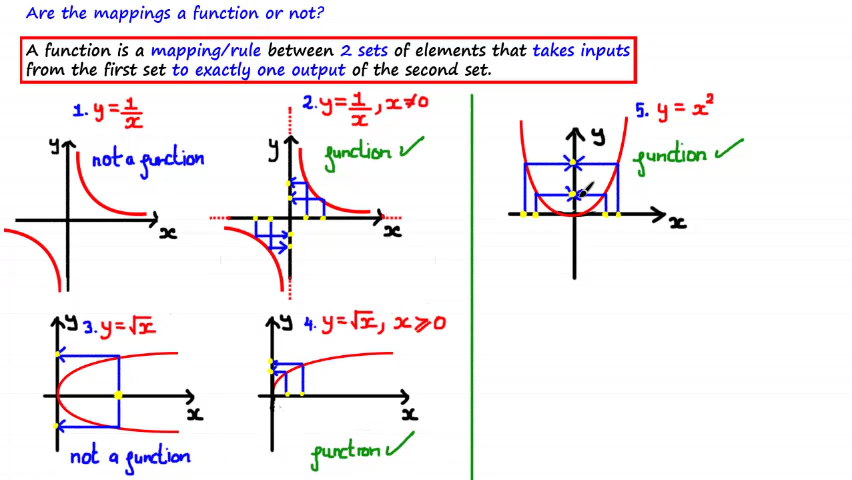 Are the mappings a function or not?
A function is a mapping/rule between 2 sets of elements that takes inputs
from the first set to exactly one output of the second set.
1. y = 1/x
y
not a function
x
2. y = 1/x, x ≠ 0
y
function ✓
x
3. y = √x
y
x
not a function
4. y = √x, x ⩾ 0
y
x
function ✓
5. y = x²
y
function ✓
x